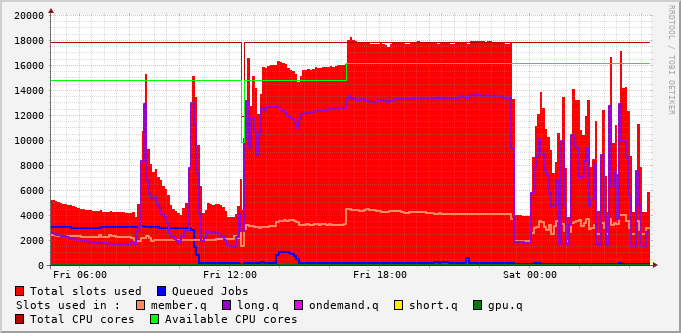 20000
18000
16000
14000
12000
10000
8000
6000
4000
2000
0
Fri 06:00 Fri 12:00 Fri 18:00 Sat 00:00
Total slots used Queued Jobs
Slots used in : member.q long.q ondemand.q short.q gpu.q
Total CPU cores Available CPU cores
RRDTOOL / TOBI OETIKER